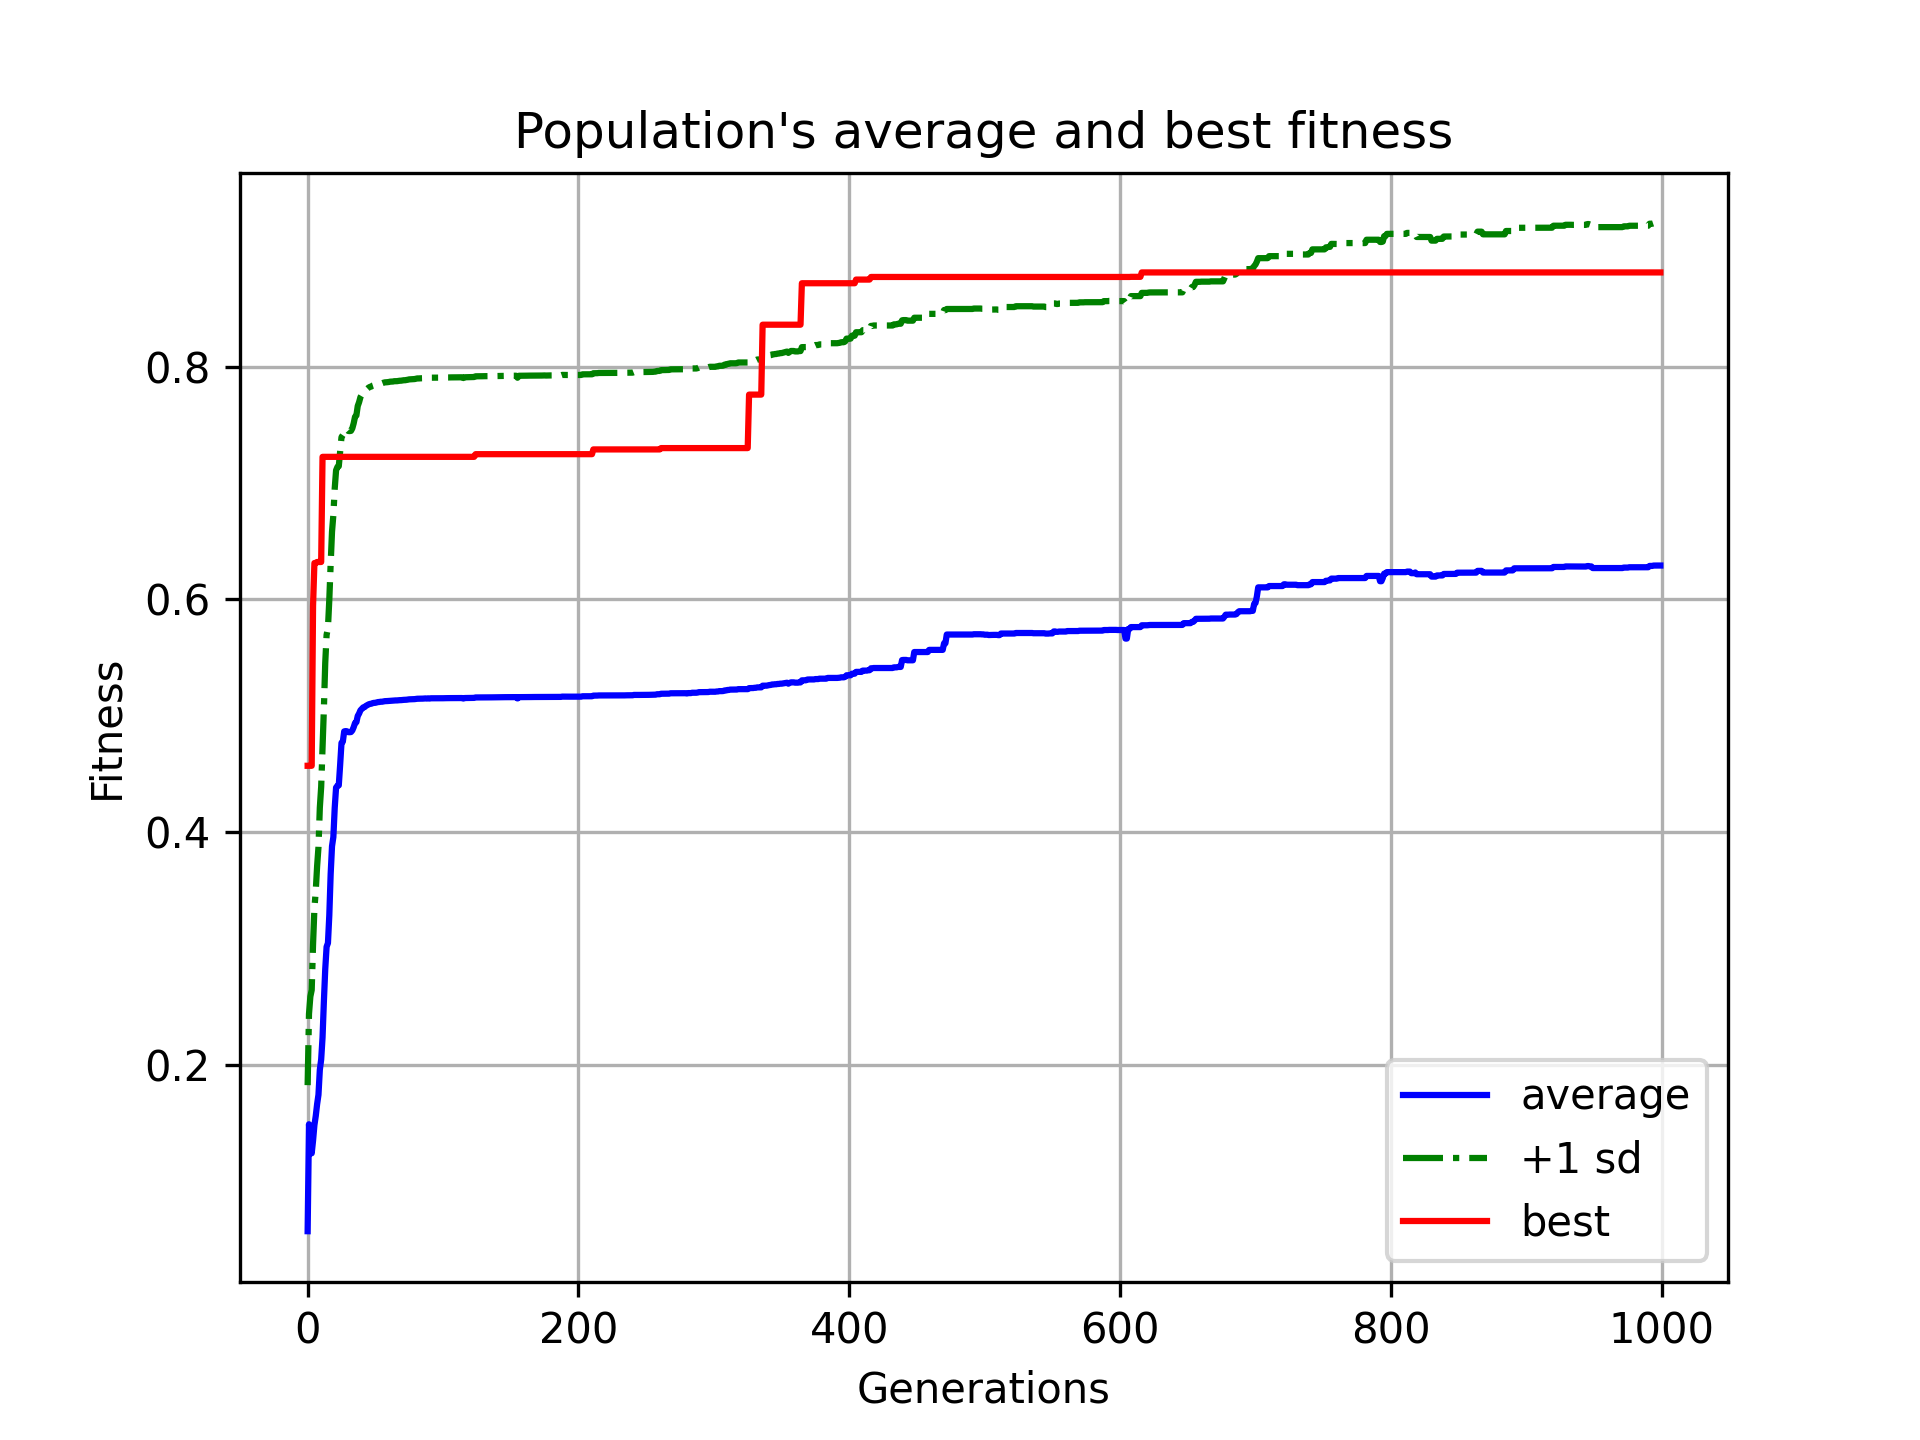 Population's average and best fitness
Fitness
0.8
0.6
0.4
0.2
0 200 400 600 800 1000
Generations
average
+1 sd
best